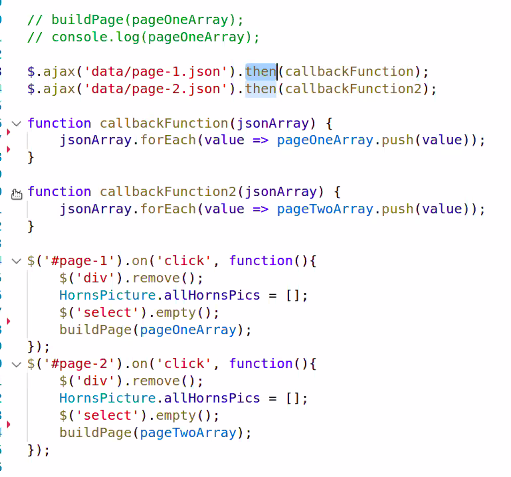 // buildPage(pageOneArray);
// console.log(pageOneArray);
$.ajax('data/page-1.json').then(callbackFunction);
$.ajax('data/page-2.json').then(callbackFunction2);
function callbackFunction(jsonArray) {
jsonArray.forEach(value => pageOneArray.push(value));
}
function callbackFunction2(jsonArray) {
jsonArray.forEach(value => pageTwoArray.push(value));
}
$('#page-1').on('click', function(){
$('div').remove();
HornsPicture.allHornsPics = [];
$('select').empty();
buildPage(pageOneArray);
});
$('#page-2').on('click', function(){
$('div').remove();
HornsPicture.allHornsPics = [];
$('select').empty();
buildPage(pageTwoArray);
});